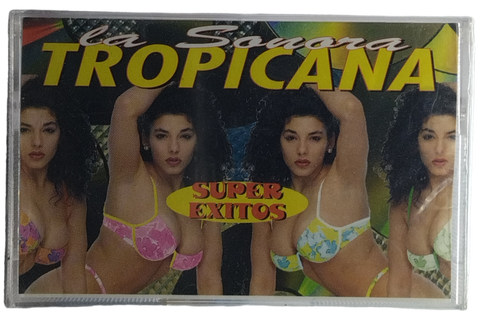 La Sonora
TROPICANA
SUPER
EXITOS